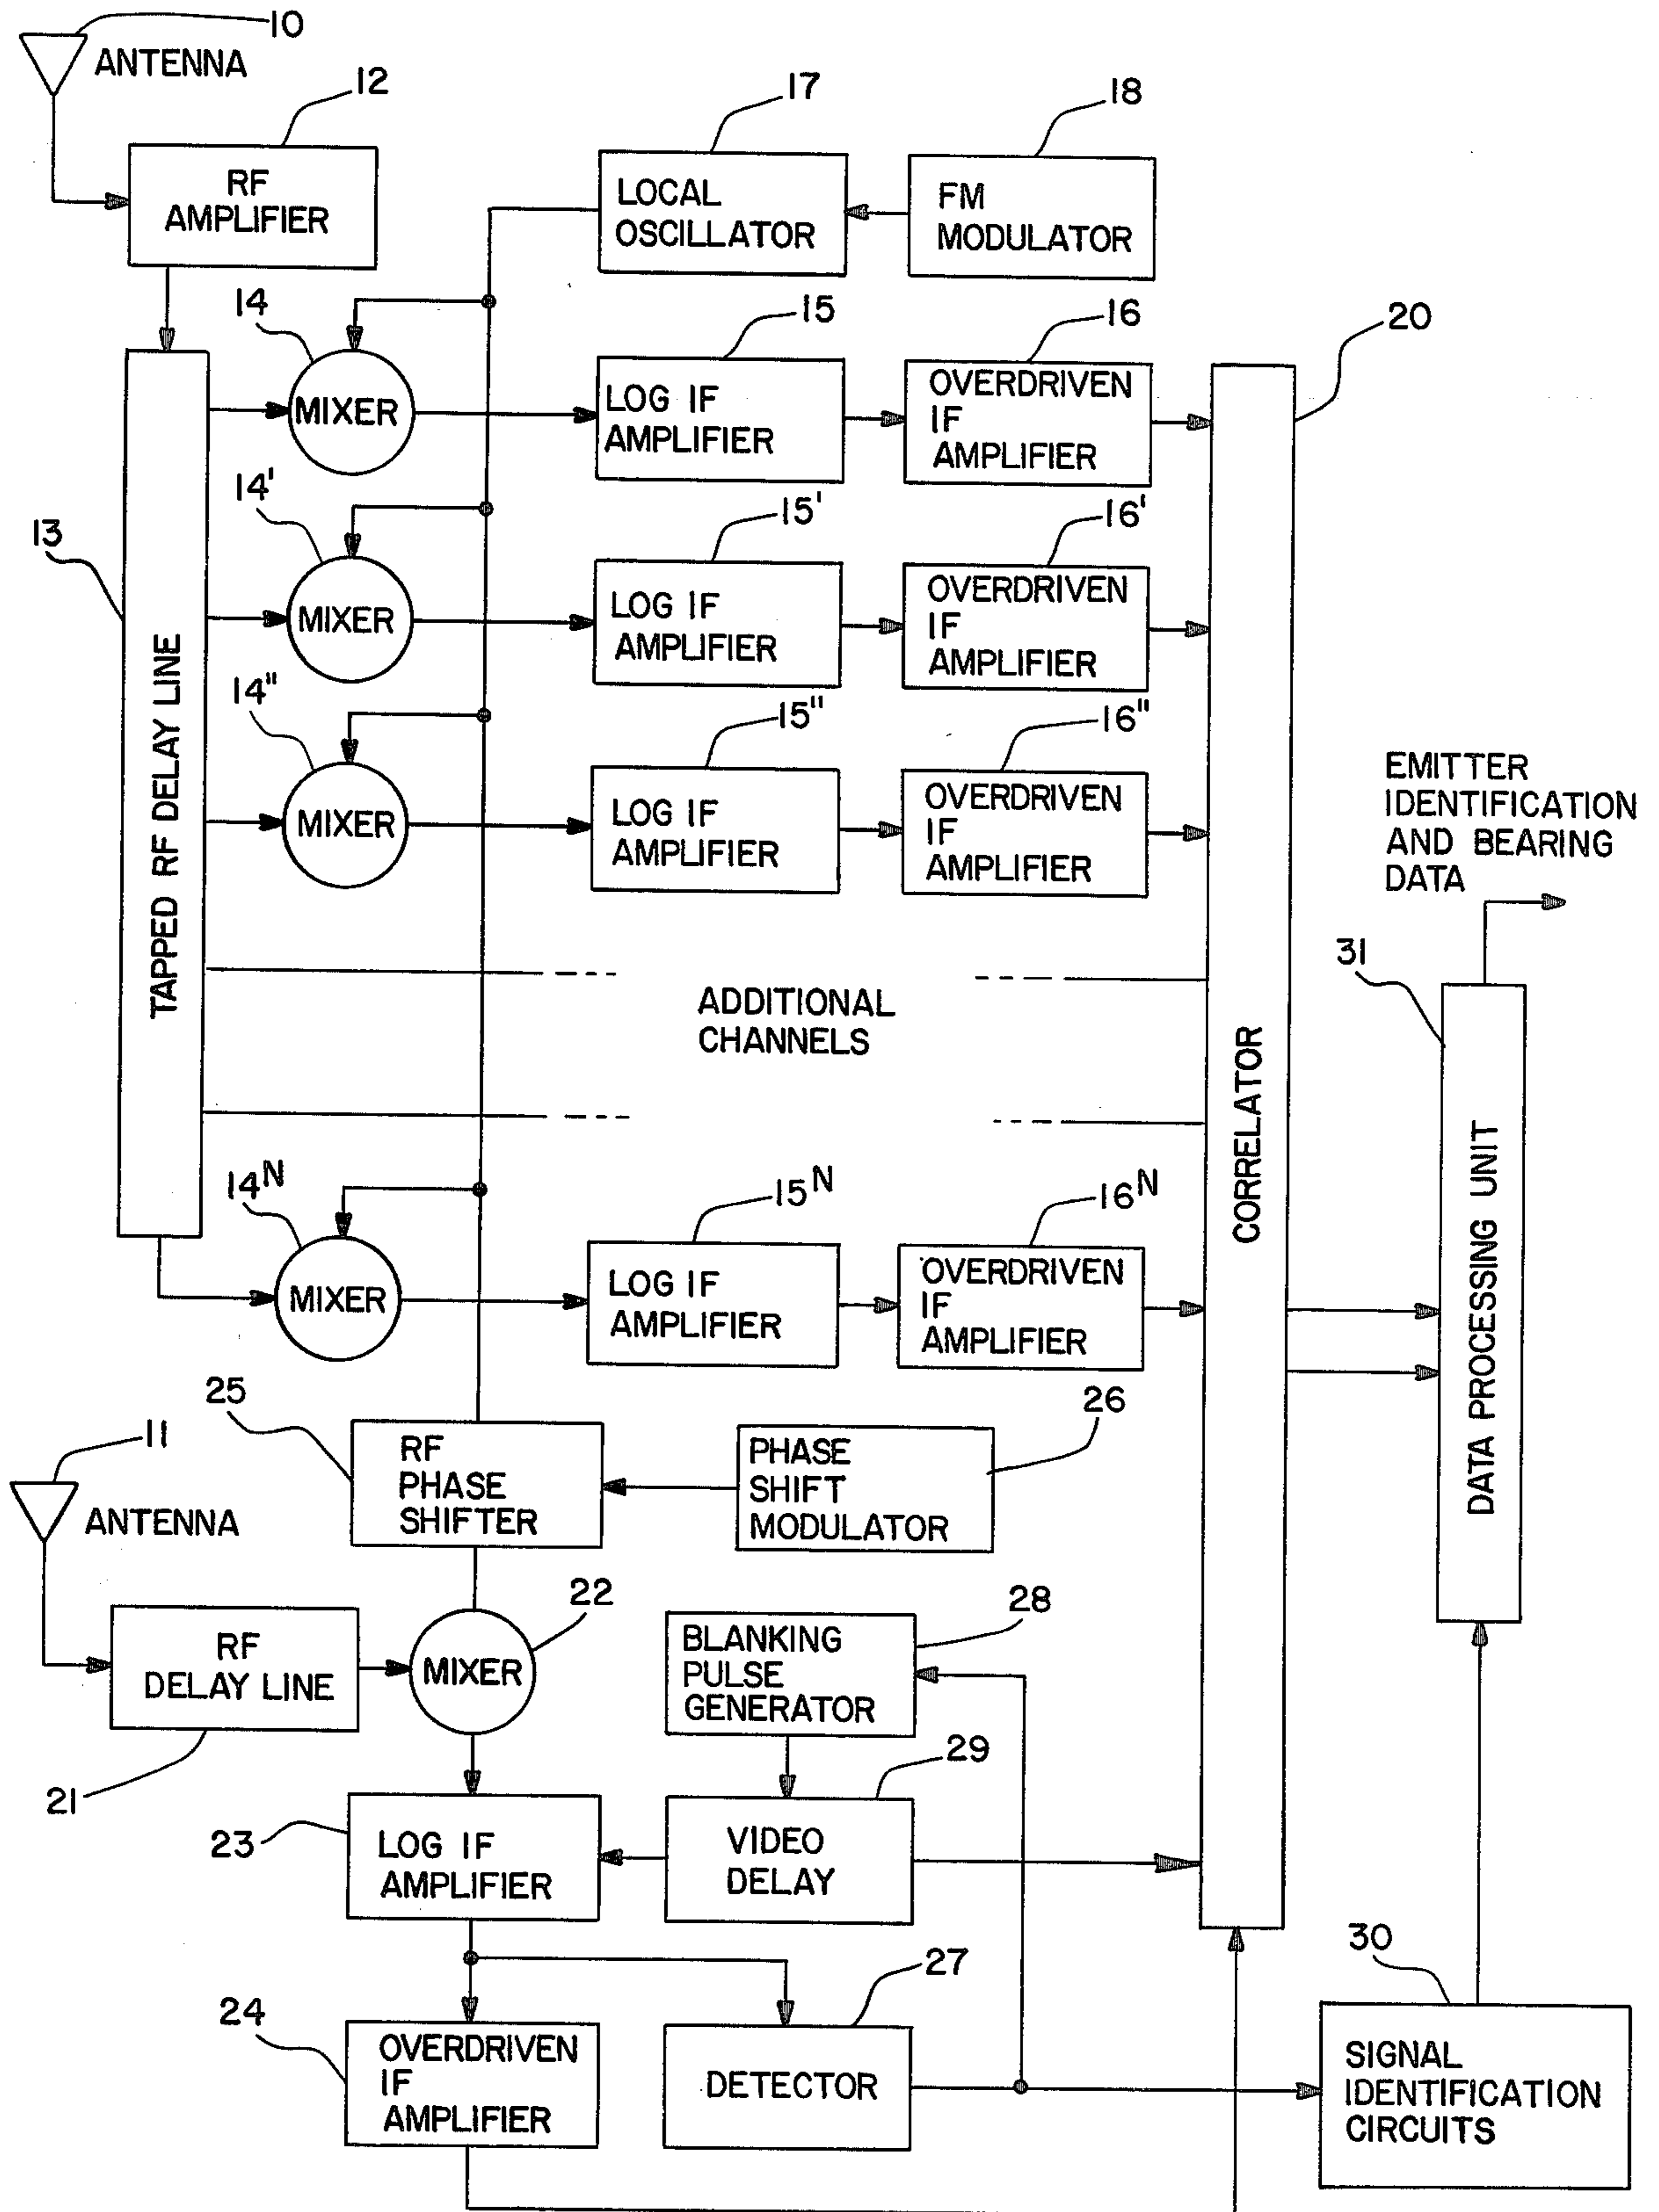 10
ANTENNA
12
RF
AMPLIFIER
17
LOCAL
OSCILLATOR
18
FM
MODULATOR
13
TAPPED RF DELAY LINE
14
MIXER
15
LOG IF
AMPLIFIER
16
OVERDRIVEN
IF
AMPLIFIER
20
CORRELATOR
14'
MIXER
15'
LOG IF
AMPLIFIER
16'
OVERDRIVEN
IF
AMPLIFIER
14"
MIXER
15"
LOG IF
AMPLIFIER
16"
OVERDRIVEN
IF
AMPLIFIER
EMITTER
IDENTIFICATION
AND BEARING
DATA
31
DATA PROCESSING UNIT
ADDITIONAL
CHANNELS
14N
MIXER
15N
LOG IF
AMPLIFIER
16N
OVERDRIVEN
IF
AMPLIFIER
25
RF
PHASE
SHIFTER
26
PHASE
SHIFT
MODULATOR
11
ANTENNA
21
RF
DELAY LINE
22
MIXER
28
BLANKING
PULSE
GENERATOR
23
LOG IF
AMPLIFIER
29
VIDEO
DELAY
24
OVERDRIVEN
IF
AMPLIFIER
27
DETECTOR
30
SIGNAL
IDENTIFICATION
CIRCUITS